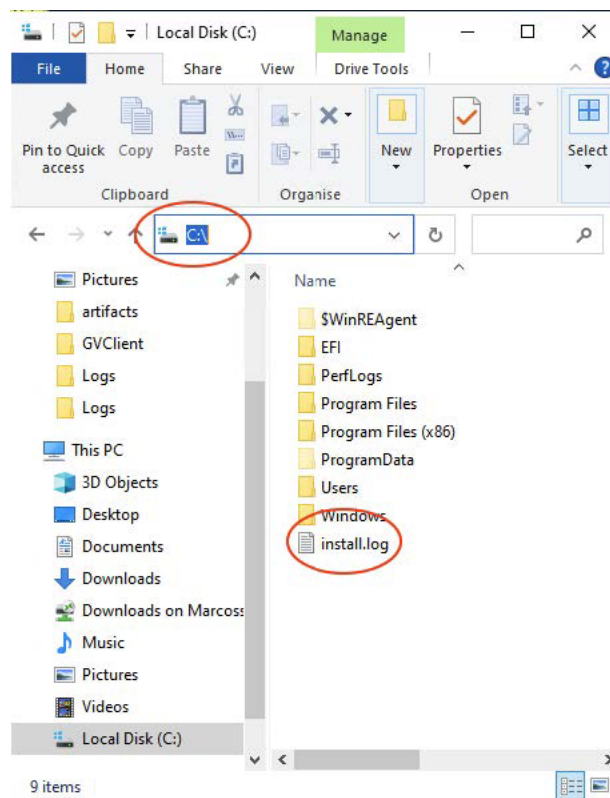 Local Disk (C:)
Manage
File
Home
Share
View
Drive Tools
Pin to Quick access
Copy
Paste
New
Properties
Select
Clipboard
Organise
Open
C:\
Pictures
artifacts
GVClient
Logs
Logs
This PC
3D Objects
Desktop
Documents
Downloads
Downloads on Marcoss
Music
Pictures
Videos
Local Disk (C:)
Name
$WinREAgent
EFI
PerfLogs
Program Files
Program Files (x86)
ProgramData
Users
Windows
install.log
9 items